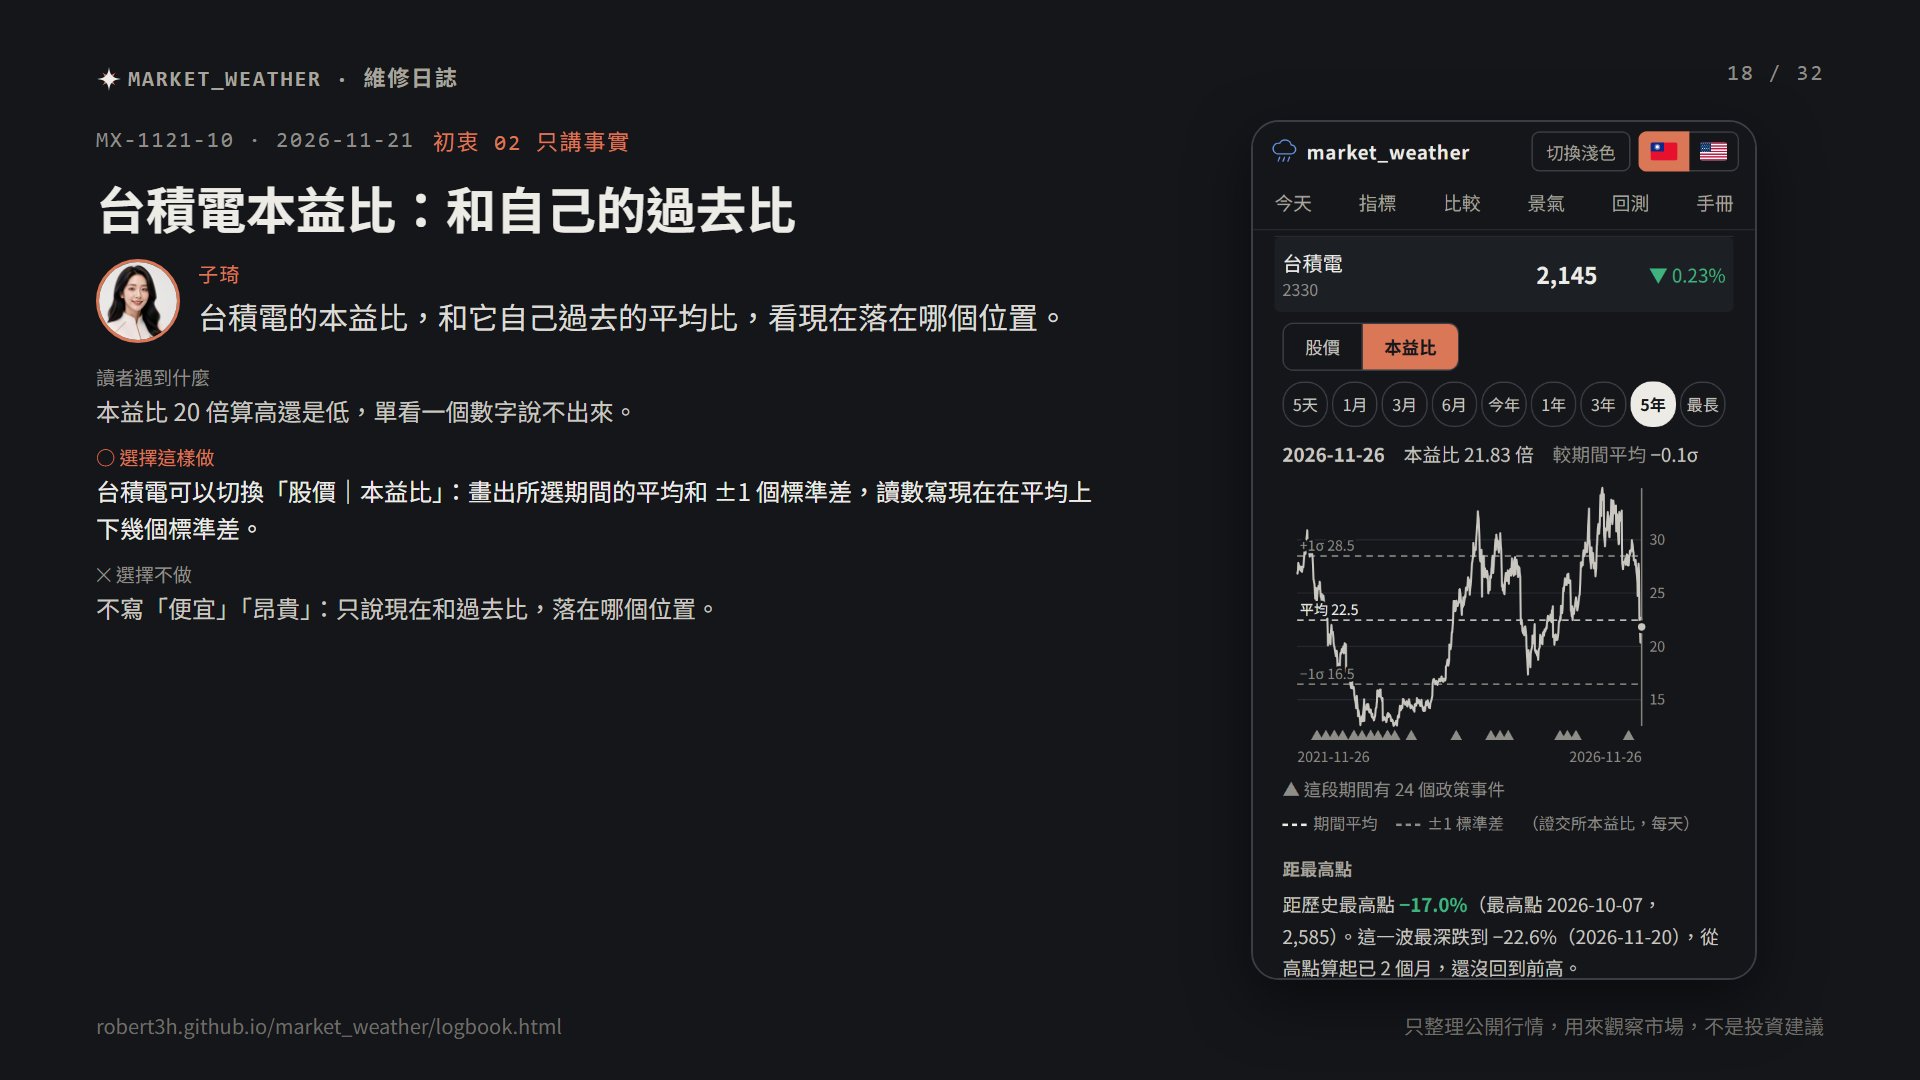 MARKET_WEATHER · 維修日誌
18 / 32
MX-1121-10 · 2026-11-21 初衷 02 只講事實
台積電本益比：和自己的過去比
子琦
台積電的本益比，和它自己過去的平均比，看現在落在哪個位置。
讀者遇到什麼
本益比 20 倍算高還是低，單看一個數字說不出來。
○ 選擇這樣做
台積電可以切換「股價｜本益比」：畫出所選期間的平均和 ±1 個標準差，讀數寫現在在平均上
下幾個標準差。
✕ 選擇不做
不寫「便宜」「昂貴」：只說現在和過去比，落在哪個位置。
market_weather
切換淺色
今天 指標 比較 景氣 回測 手冊
台積電
2330
2,145
▼ 0.23%
股價 本益比
5天 1月 3月 6月 今年 1年 3年 5年 最長
2026-11-26 本益比 21.83 倍 較期間平均 −0.1σ
+1σ 28.5
平均 22.5
−1σ 16.5
30
25
20
15
2021-11-26
2026-11-26
▲ 這段期間有 24 個政策事件
期間平均 ±1 標準差 （證交所本益比，每天）
距最高點
距歷史最高點 −17.0%（最高點 2026-10-07，
2,585）。這一波最深跌到 −22.6%（2026-11-20），從
高點算起已 2 個月，還沒回到前高。
robert3h.github.io/market_weather/logbook.html
只整理公開行情，用來觀察市場，不是投資建議